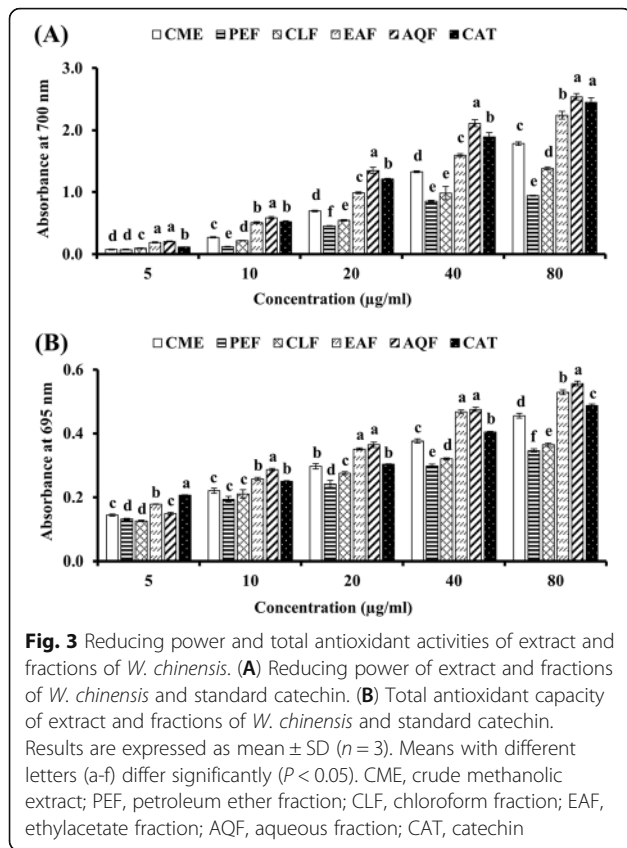 (A)
CME PEF CLF EAF AQF CAT
Absorbance at 700 nm
3.0
2.0
1.0
0.0
d d c a a b
c e d b a b
d f e c a b
d e e c a b
c e d b a a
5 10 20 40 80
Concentration (µg/ml)
(B)
CME PEF CLF EAF AQF CAT
Absorbance at 695 nm
0.6
0.4
0.2
0.0
c d d b c a
c c c b a b
b d c a a b
c e d a a b
d f e b a c
5 10 20 40 80
Concentration (µg/ml)
Fig. 3 Reducing power and total antioxidant activities of extract and
fractions of W. chinensis. (A) Reducing power of extract and fractions
of W. chinensis and standard catechin. (B) Total antioxidant capacity
of extract and fractions of W. chinensis and standard catechin.
Results are expressed as mean ± SD (n = 3). Means with different
letters (a-f) differ significantly (P < 0.05). CME, crude methanolic
extract; PEF, petroleum ether fraction; CLF, chloroform fraction; EAF,
ethylacetate fraction; AQF, aqueous fraction; CAT, catechin